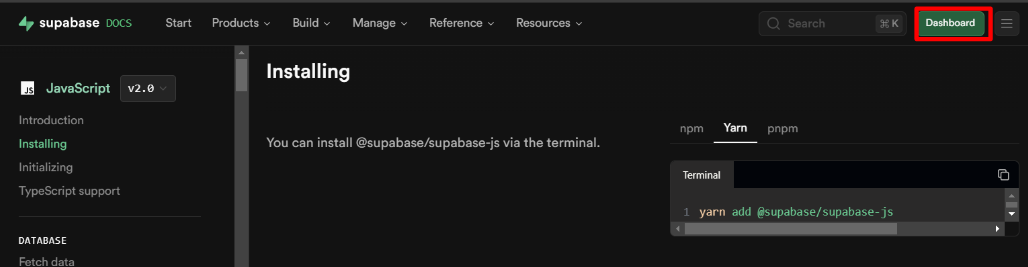 supabase DOCS Start Products Build Manage Reference Resources Search ⌘ K Dashboard
JS JavaScript v2.0
Introduction
Installing
Initializing
TypeScript support
DATABASE
Fetch data
Installing
You can install @supabase/supabase-js via the terminal.
npm Yarn pnpm
Terminal
1 yarn add @supabase/supabase-js